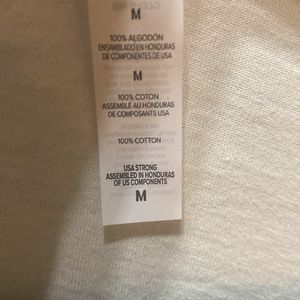 M
100% ALGODÓN
ENSAMBLADO EN HONDURAS
DE COMPONENTES DE USA
M
100% COTON
ASSEMBLÉ AU HONDURAS
DE COMPOSANTS USA
100% COTTON
USA STRONG
ASSEMBLED IN HONDURAS
OF US COMPONENTS
M